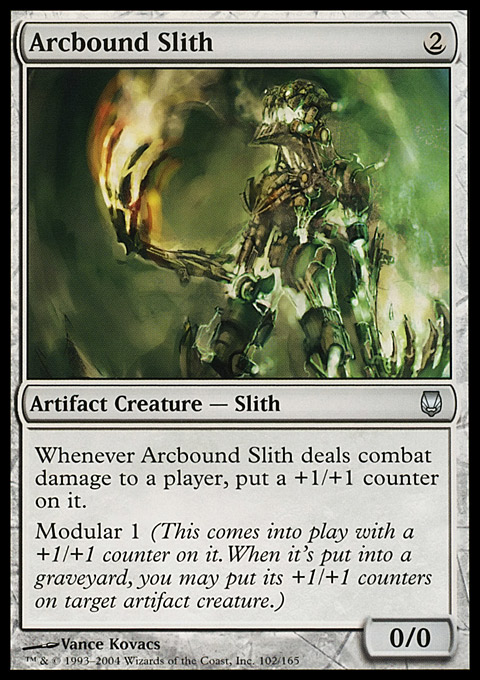 Arcbound Slith 2
Artifact Creature — Slith
Whenever Arcbound Slith deals combat
damage to a player, put a +1/+1 counter
on it.
Modular 1 (This comes into play with a
+1/+1 counter on it. When it's put into a
graveyard, you may put its +1/+1 counters
on target artifact creature.)
0/0
Vance Kovacs
™ & © 1993–2004 Wizards of the Coast, Inc. 102/165